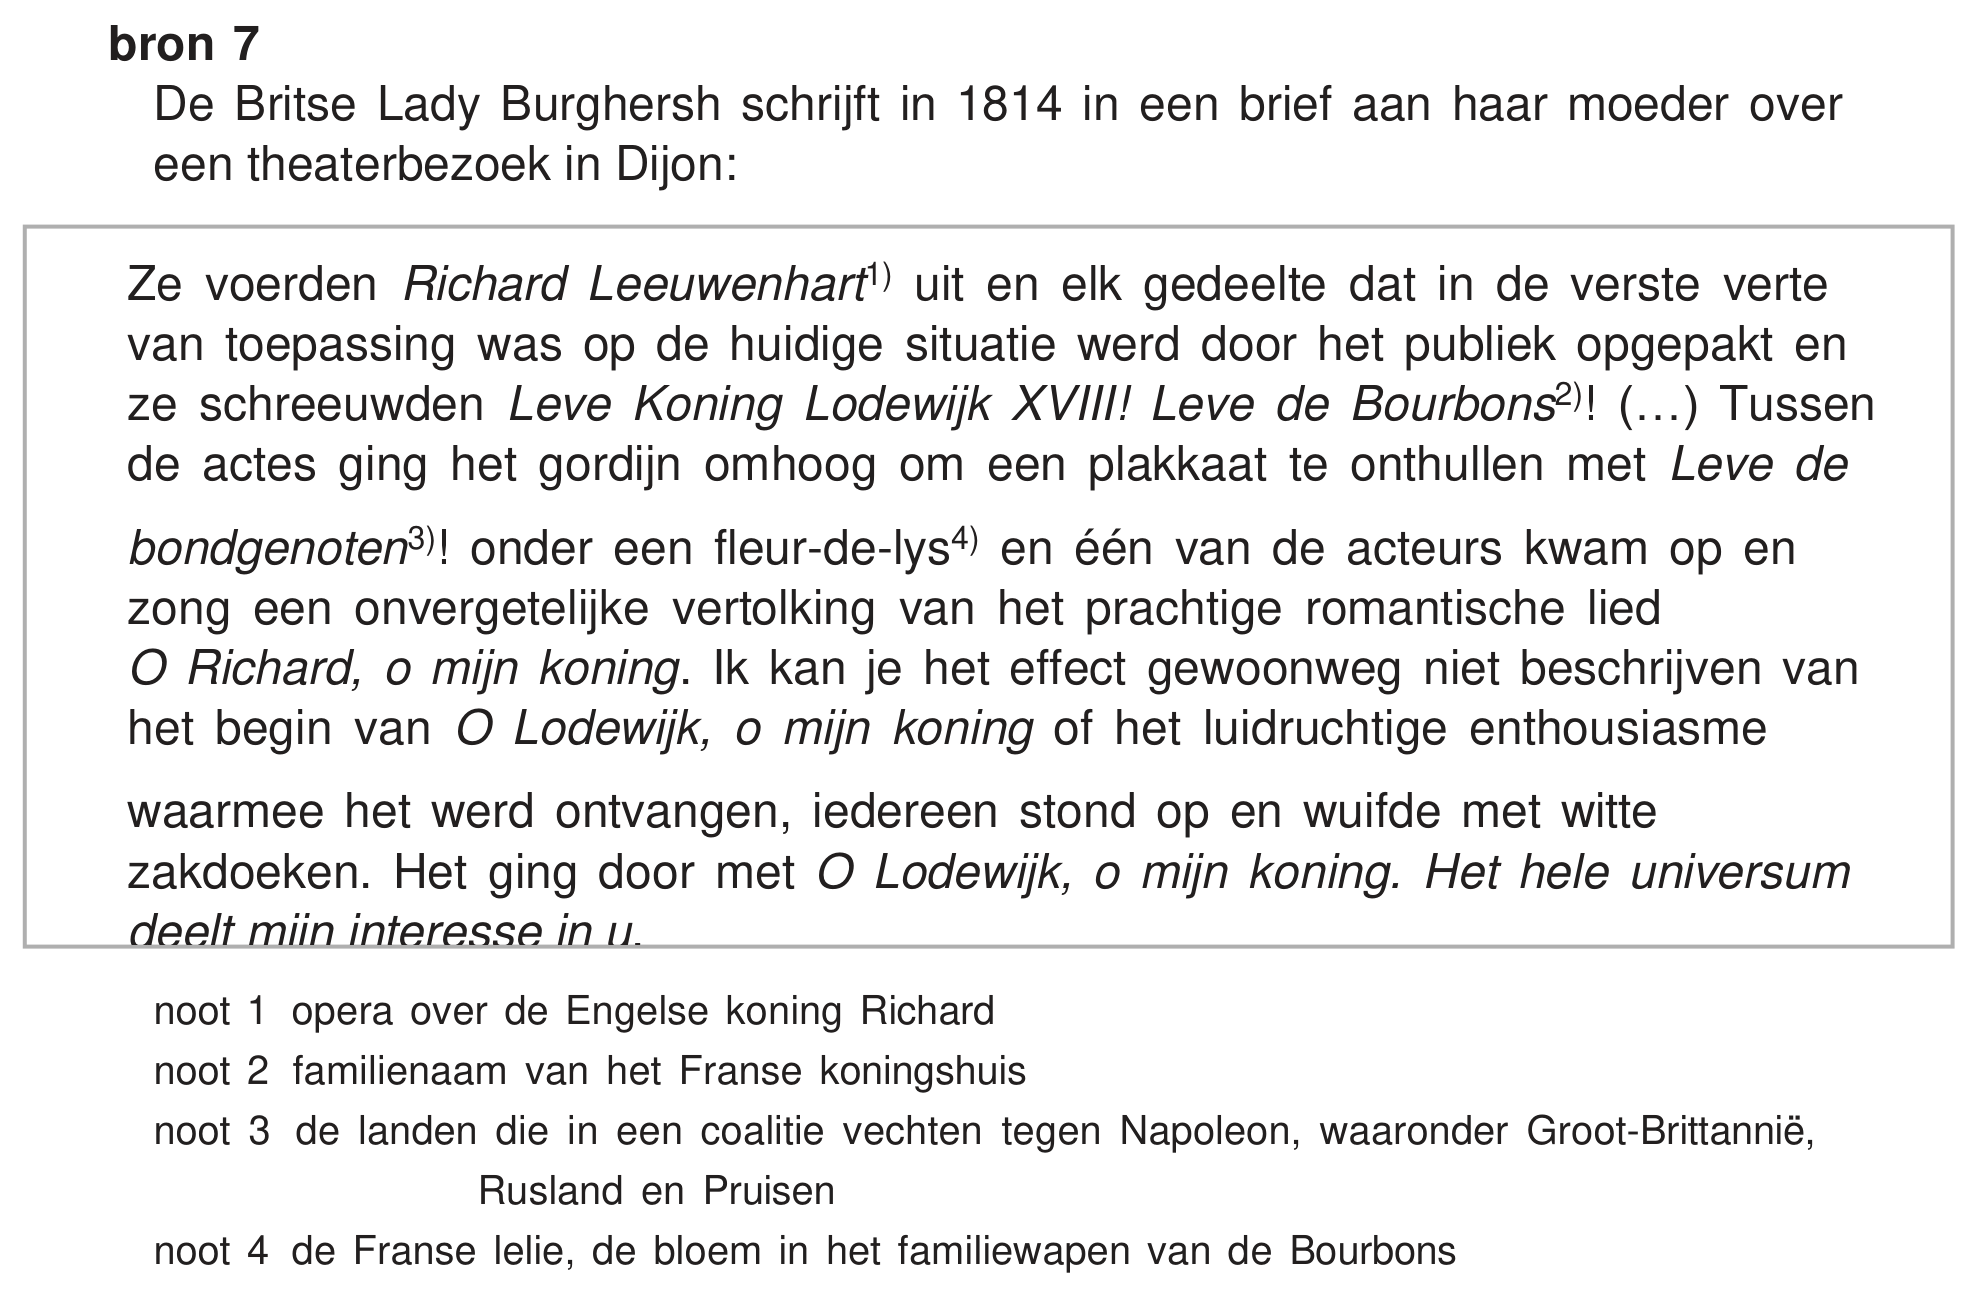 bron 7
De Britse Lady Burghersh schrijft in 1814 in een brief aan haar moeder over
een theaterbezoek in Dijon:
Ze voerden Richard Leeuwenhart1) uit en elk gedeelte dat in de verste verte
van toepassing was op de huidige situatie werd door het publiek opgepakt en
ze schreeuwden Leve Koning Lodewijk XVIII! Leve de Bourbons2)! (…) Tussen
de actes ging het gordijn omhoog om een plakkaat te onthullen met Leve de
bondgenoten3)! onder een fleur-de-lys4) en één van de acteurs kwam op en
zong een onvergetelijke vertolking van het prachtige romantische lied
O Richard, o mijn koning. Ik kan je het effect gewoonweg niet beschrijven van
het begin van O Lodewijk, o mijn koning of het luidruchtige enthousiasme
waarmee het werd ontvangen, iedereen stond op en wuifde met witte
zakdoeken. Het ging door met O Lodewijk, o mijn koning. Het hele universum
deelt mijn interesse in u.
noot 1 opera over de Engelse koning Richard
noot 2 familienaam van het Franse koningshuis
noot 3 de landen die in een coalitie vechten tegen Napoleon, waaronder Groot-Brittannië,
Rusland en Pruisen
noot 4 de Franse lelie, de bloem in het familiewapen van de Bourbons